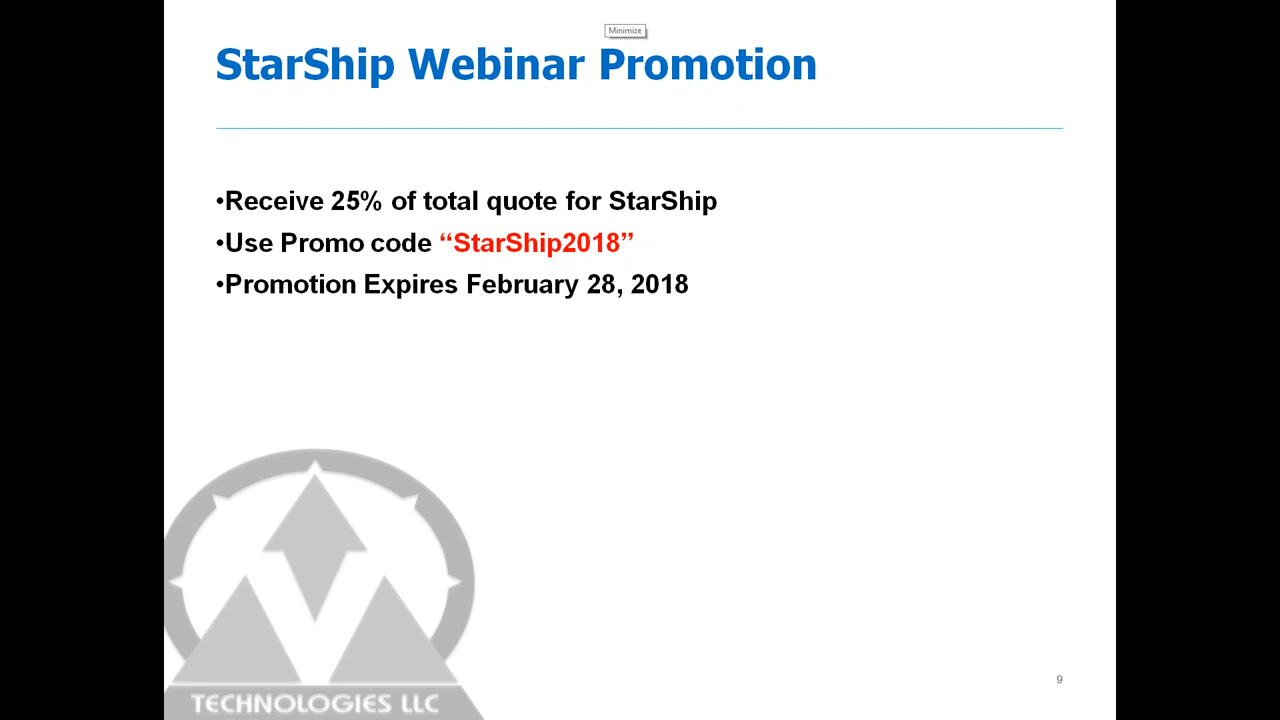 Minimize
StarShip Webinar Promotion
•Receive 25% of total quote for StarShip
•Use Promo code “StarShip2018”
•Promotion Expires February 28, 2018
TECHNOLOGIES LLC
9